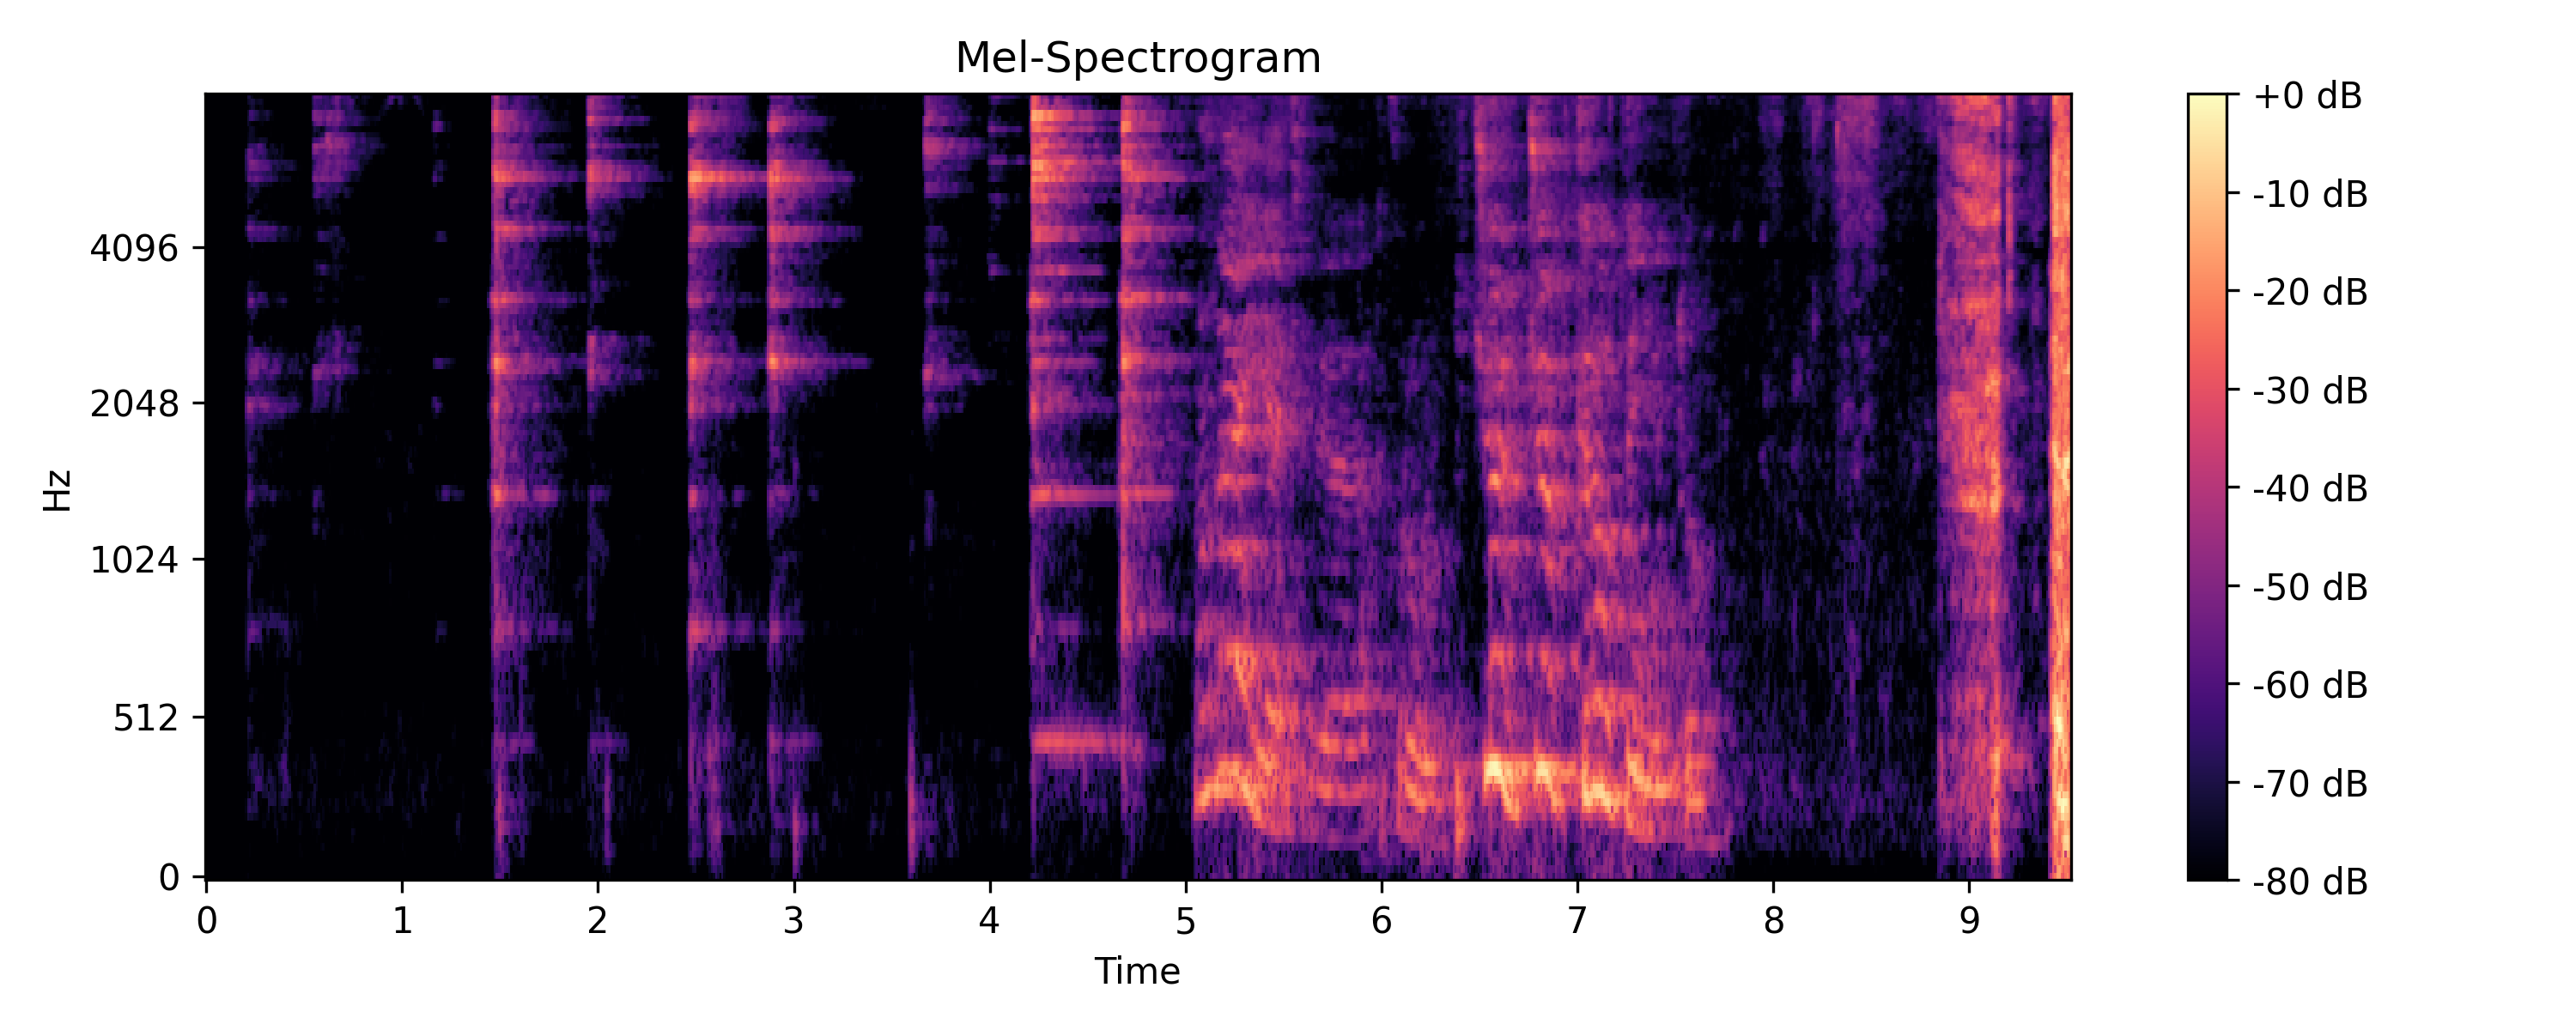 Mel-Spectrogram
+0 dB
-10 dB
-20 dB
-30 dB
-40 dB
-50 dB
-60 dB
-70 dB
-80 dB
Hz
4096
2048
1024
512
0
0 1 2 3 4 5 6 7 8 9
Time